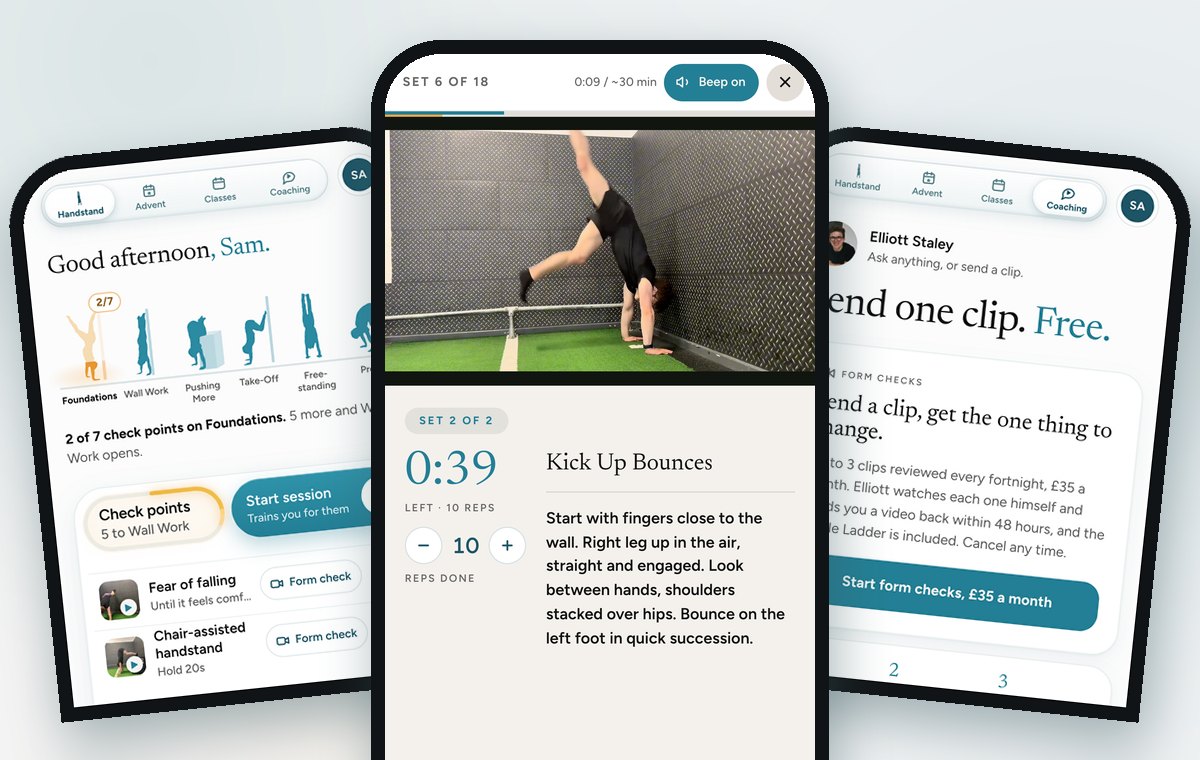 Handstand
Advent
Classes
Coaching
SA
Good afternoon, Sam.
2/7
Foundations
Wall Work
Pushing
More
Take-Off
Free-
standing
2 of 7 check points on Foundations. 5 more and
Work opens.
Check points
5 to Wall Work
Start session
Trains you for them
Fear of falling
Until it feels comf...
Form check
Chair-assisted
handstand
Hold 20s
Form check
SET 6 OF 18
0:09 / ~30 min
Beep on
SET 2 OF 2
0:39
LEFT · 10 REPS
− 10 +
REPS DONE
Kick Up Bounces
Start with fingers close to the
wall. Right leg up in the air,
straight and engaged. Look
between hands, shoulders
stacked over hips. Bounce on the
left foot in quick succession.
Handstand
Advent
Classes
Coaching
SA
Elliott Staley
Ask anything, or send a clip.
end one clip. Free.
FORM CHECKS
end a clip, get the one thing to
ange.
to 3 clips reviewed every fortnight, £35 a
nth. Elliott watches each one himself and
ds you a video back within 48 hours, and the
le Ladder is included. Cancel any time.
Start form checks, £35 a month
2
3